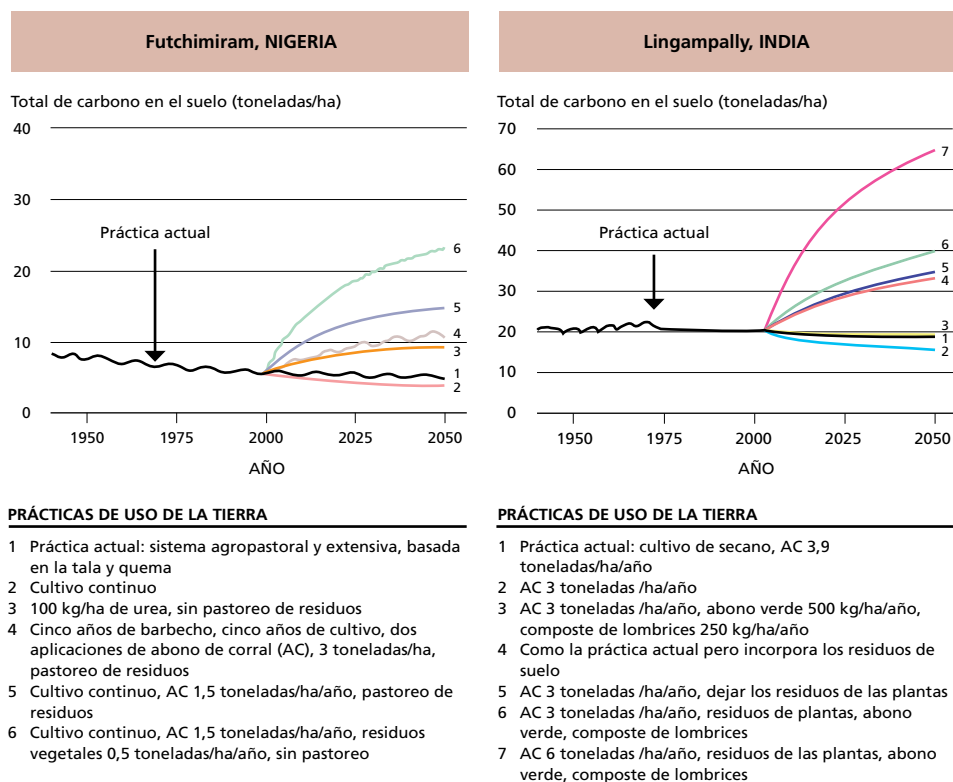 Futchimiram, NIGERIA
Total de carbono en el suelo (toneladas/ha)
40
30
20
10
0
Práctica actual
6
5
4
3
1
2
1950
1975
2000
2025
2050
AÑO
PRÁCTICAS DE USO DE LA TIERRA
1 Práctica actual: sistema agropastoral y extensiva, basada
en la tala y quema
2 Cultivo continuo
3 100 kg/ha de urea, sin pastoreo de residuos
4 Cinco años de barbecho, cinco años de cultivo, dos
aplicaciones de abono de corral (AC), 3 toneladas/ha,
pastoreo de residuos
5 Cultivo continuo, AC 1,5 toneladas/ha/año, pastoreo de
residuos
6 Cultivo continuo, AC 1,5 toneladas/ha/año, residuos
vegetales 0,5 toneladas/ha/año, sin pastoreo
Lingampally, INDIA
Total de carbono en el suelo (toneladas/ha)
70
60
50
40
30
20
10
0
Práctica actual
7
6
5
4
3
1
2
1950
1975
2000
2025
2050
AÑO
PRÁCTICAS DE USO DE LA TIERRA
1 Práctica actual: cultivo de secano, AC 3,9
toneladas/ha/año
2 AC 3 toneladas /ha/año
3 AC 3 toneladas /ha/año, abono verde 500 kg/ha/año,
composte de lombrices 250 kg/ha/año
4 Como la práctica actual pero incorpora los residuos de
suelo
5 AC 3 toneladas /ha/año, dejar los residuos de las plantas
6 AC 3 toneladas /ha/año, residuos de plantas, abono
verde, composte de lombrices
7 AC 6 toneladas /ha/año, residuos de las plantas, abono
verde, composte de lombrices